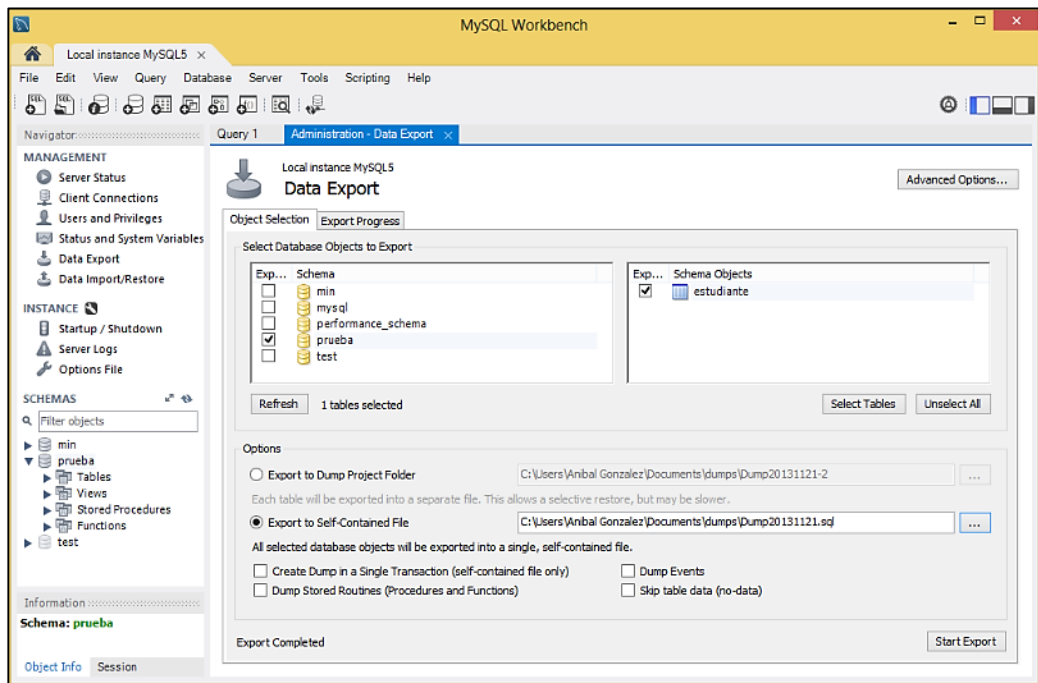 MySQL Workbench
Local instance MySQL5
File Edit View Query Database Server Tools Scripting Help
Navigator
MANAGEMENT
Server Status
Client Connections
Users and Privileges
Status and System Variables
Data Export
Data Import/Restore
INSTANCE
Startup / Shutdown
Server Logs
Options File
SCHEMAS
Filter objects
min
prueba
Tables
Views
Stored Procedures
Functions
test
Information
Schema: prueba
Object Info Session
Query 1 Administration - Data Export
Local instance MySQL5
Data Export
Advanced Options...
Object Selection Export Progress
Select Database Objects to Export
Exp... Schema
min
mysql
performance_schema
prueba
test
Exp... Schema Objects
estudiante
Refresh 1 tables selected Select Tables Unselect All
Options
Export to Dump Project Folder C:\Users\Anibal Gonzalez\Documents\dumps\Dump20131121-2 ...
Each table will be exported into a separate file. This allows a selective restore, but may be slower.
Export to Self-Contained File C:\Users\Anibal Gonzalez\Documents\dumps\Dump20131121.sql ...
All selected database objects will be exported into a single, self-contained file.
Create Dump in a Single Transaction (self-contained file only) Dump Events
Dump Stored Routines (Procedures and Functions) Skip table data (no-data)
Export Completed Start Export